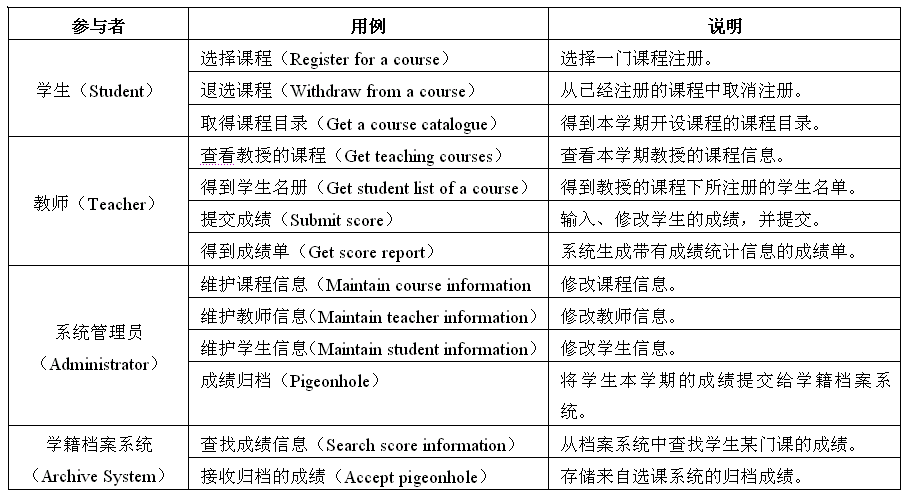 参与者 用例 说明
学生（Student） 选择课程（Register for a course） 选择一门课程注册。
退选课程（Withdraw from a course） 从已经注册的课程中取消注册。
取得课程目录（Get a course catalogue） 得到本学期开设课程的课程目录。
教师（Teacher） 查看教授的课程（Get teaching courses） 查看本学期教授的课程信息。
得到学生名册（Get student list of a course） 得到教授的课程下所注册的学生名单。
提交成绩（Submit score） 输入、修改学生的成绩，并提交。
得到成绩单（Get score report） 系统生成带有成绩统计信息的成绩单。
系统管理员
（Administrator）
维护课程信息（Maintain course information 修改课程信息。
维护教师信息（Maintain teacher information） 修改教师信息。
维护学生信息（Maintain student information） 修改学生信息。
成绩归档（Pigeonhole） 将学生本学期的成绩提交给学籍档案系
统。
学籍档案系统
（Archive System）
查找成绩信息（Search score information） 从档案系统中查找学生某门课的成绩。
接收归档的成绩（Accept pigeonhole） 存储来自选课系统的归档成绩。